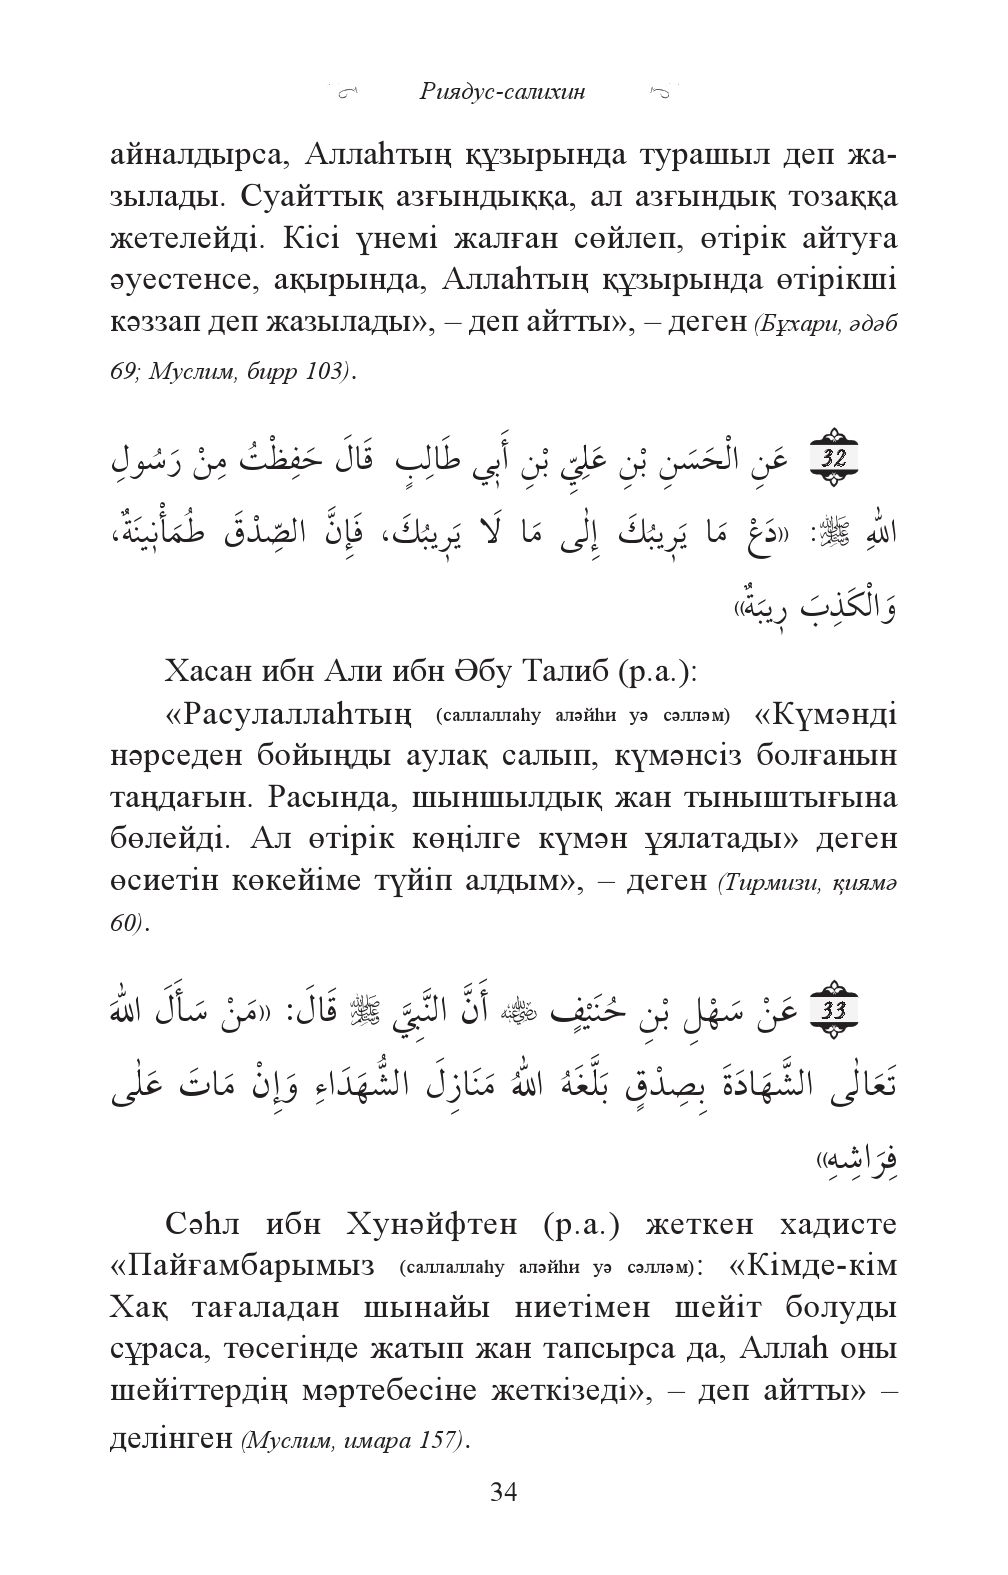 Риядус-салихин
айналдырса, Аллаһтың құзырында турашыл деп жа-
зылады. Суайттық азғындыққа, ал азғындық тозаққа
жетелейді. Кісі үнемі жалған сөйлеп, өтірік айтуға
әуестенсе, ақырында, Аллаһтың құзырында өтірікші
кәззап деп жазылады», – деп айтты», – деген (Бұхари, әдәб
69; Муслим, бирр 103).
32 عَنِ الْحَسَنِ بْنِ عَلِيِّ بْنِ أَبِي طَالِبٍ قَالَ حَفِظْتُ مِنْ رَسُولِ
اللهِ ﷺ: «دَعْ مَا يَرِيبُكَ إِلٰى مَا لَا يَرِيبُكَ، فَإِنَّ الصِّدْقَ طُمَأْنِينَةٌ،
وَالْكَذِبَ رِيبَةٌ»
Хасан ибн Али ибн Әбу Талиб (р.а.):
«Расулаллаһтың (саллаллаһу аләйһи уә сәлләм) «Күмәнді
нәрседен бойыңды аулақ салып, күмәнсіз болғанын
таңдағын. Расында, шыншылдық жан тыныштығына
бөлейді. Ал өтірік көңілге күмән ұялатады» деген
өсиетін көкейіме түйіп алдым», – деген (Тирмизи, қиямә
60).
33 عَنْ سَهْلِ بْنِ حُنَيْفٍ رضي الله عنه أَنَّ النَّبِيَّ ﷺ قَالَ: «مَنْ سَأَلَ اللهَ
تَعَالٰى الشَّهَادَةَ بِصِدْقٍ بَلَّغَهُ اللهُ مَنَازِلَ الشُّهَدَاءِ وَإِنْ مَاتَ عَلٰى
فِرَاشِهِ»
Сәһл ибн Хунәйфтен (р.а.) жеткен хадисте
«Пайғамбарымыз (саллаллаһу аләйһи уә сәлләм): «Кімде-кім
Хақ тағаладан шынайы ниетімен шейіт болуды
сұраса, төсегінде жатып жан тапсырса да, Аллаһ оны
шейіттердің мәртебесіне жеткізеді», – деп айтты» –
делінген (Муслим, имара 157).
34